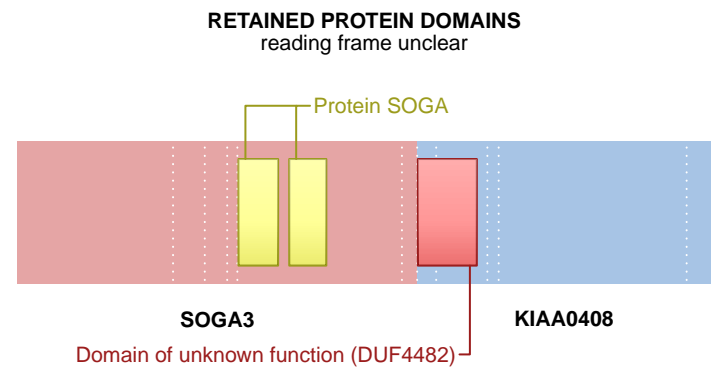 RETAINED PROTEIN DOMAINS
reading frame unclear
Protein SOGA
SOGA3
KIAA0408
Domain of unknown function (DUF4482)